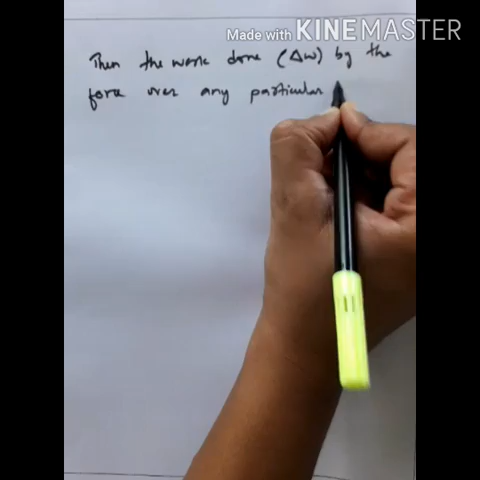 Made with KINEMASTER
Then the work done (Δw) by the
force over any particular